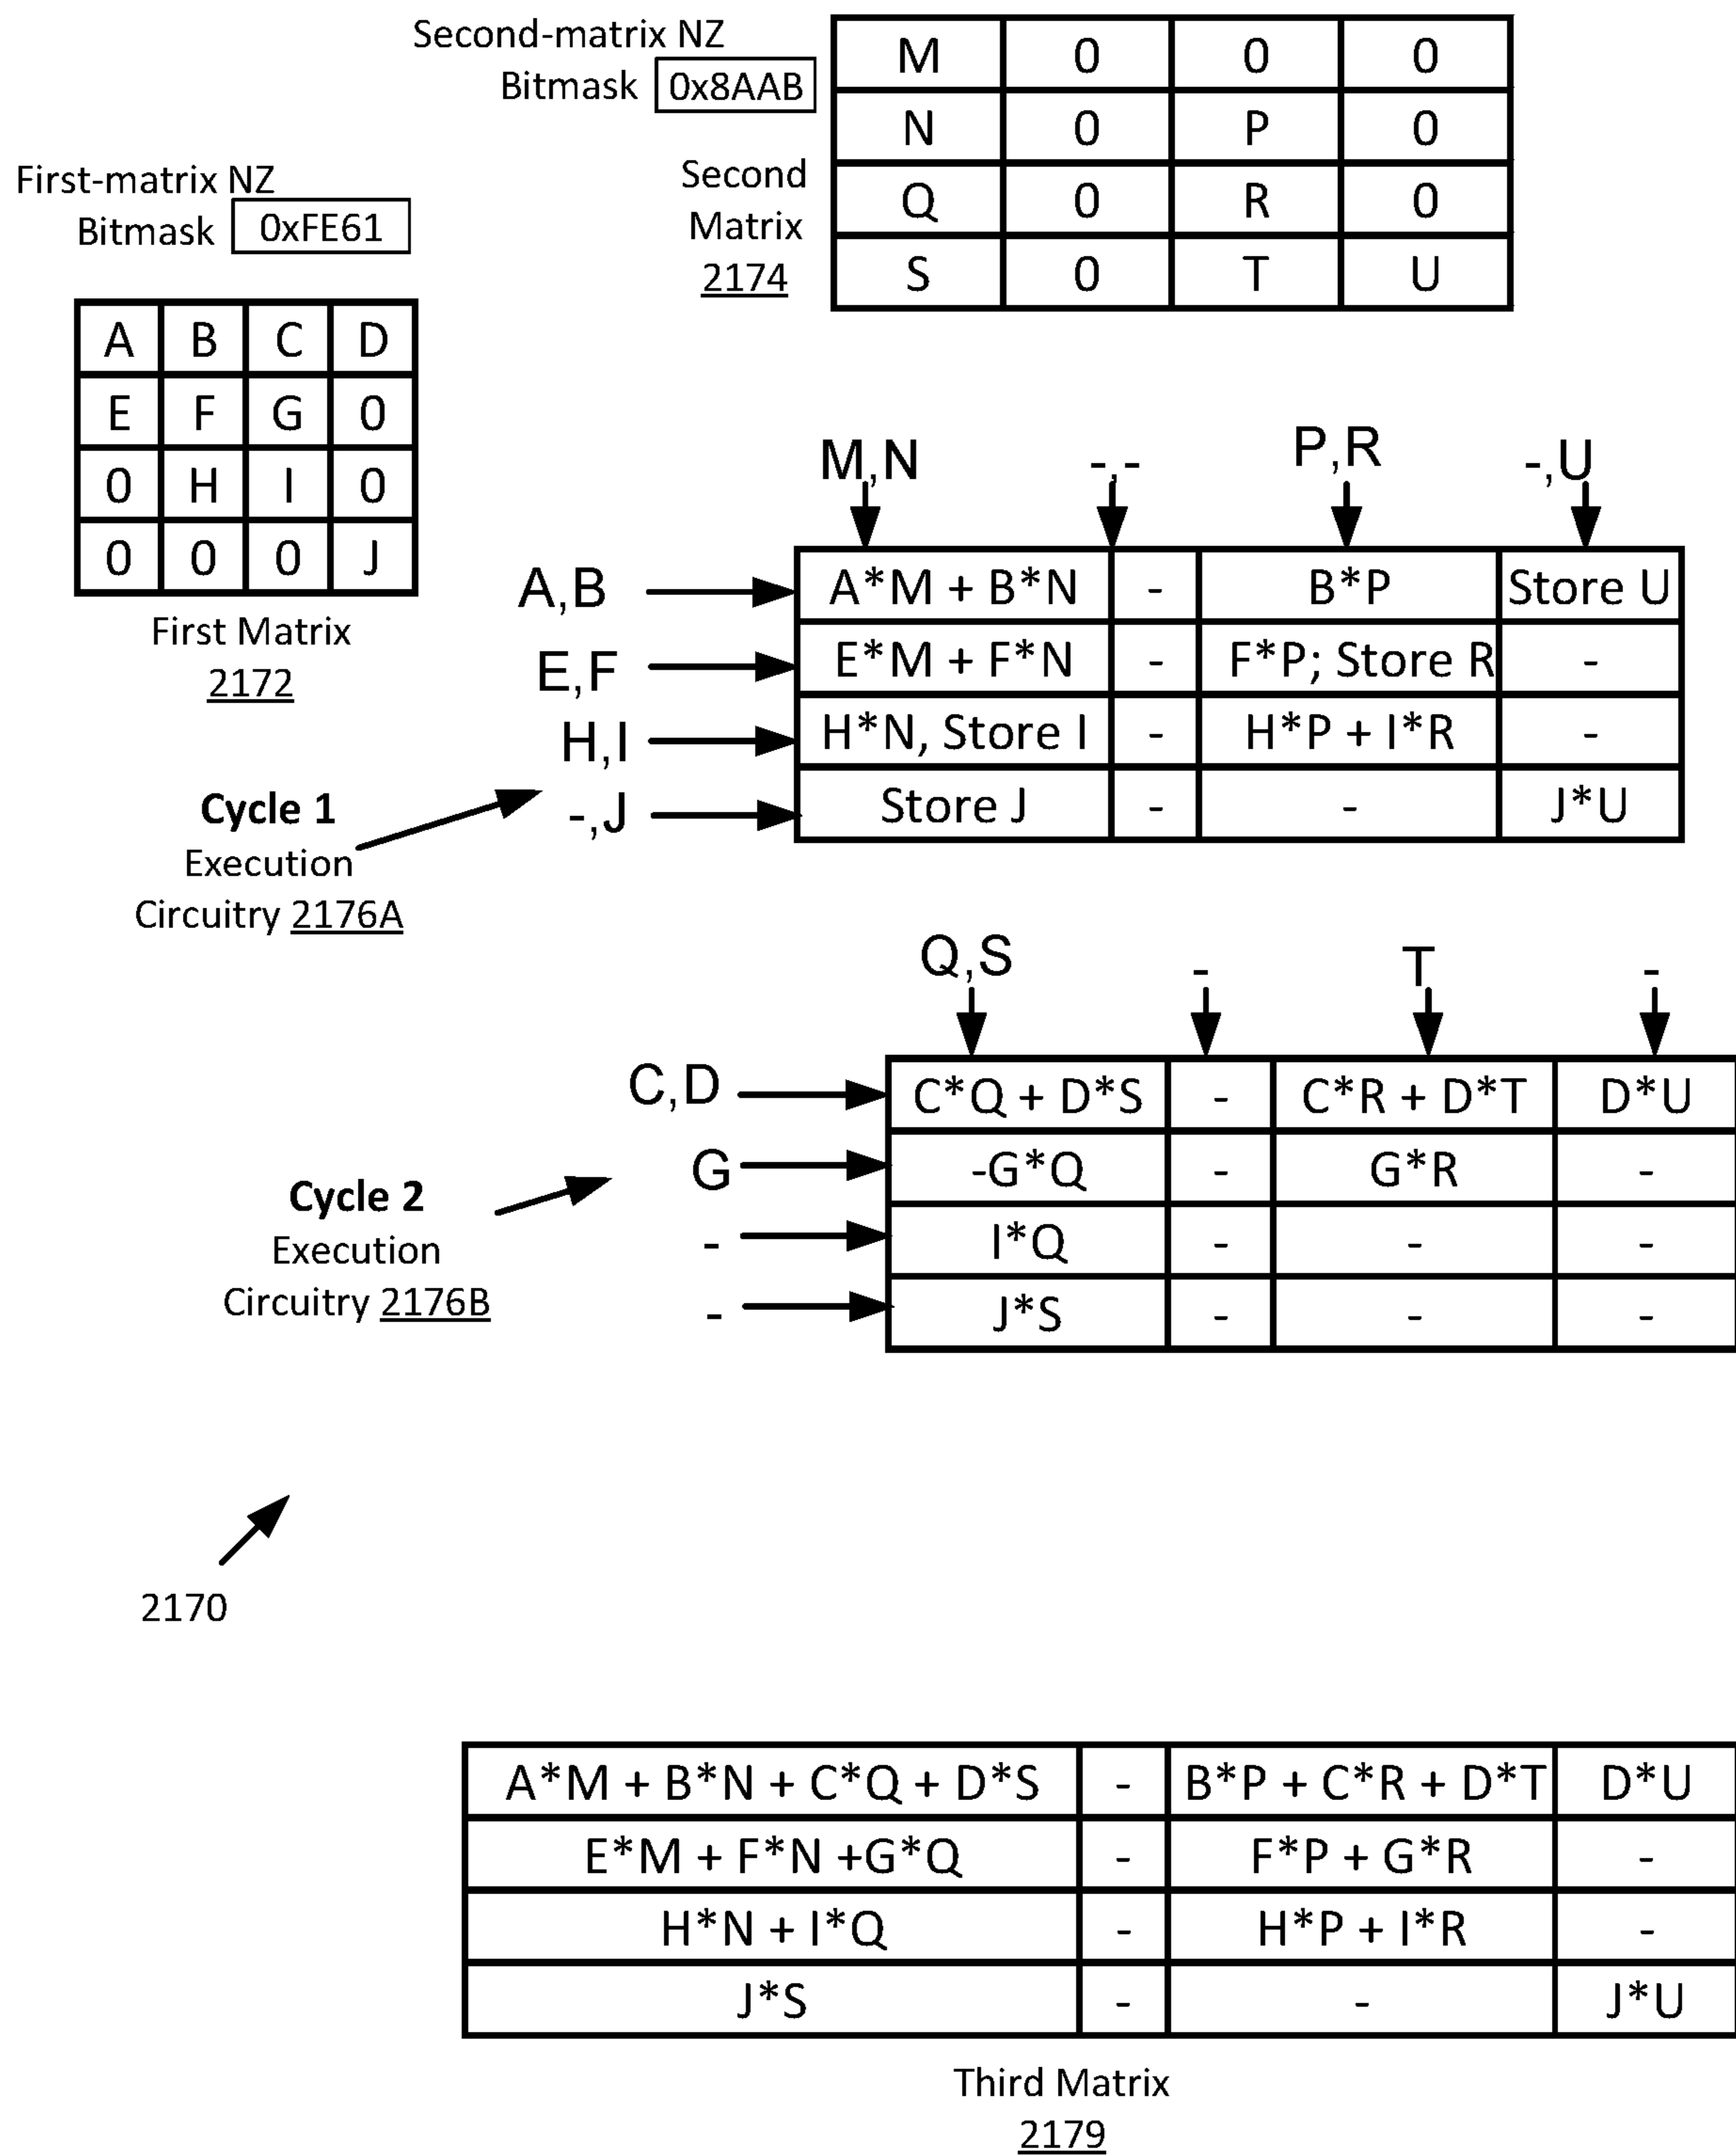 Second-matrix NZ
Bitmask 0x8AAB
M 0 0 0
N 0 P 0
Second
Matrix
2174
Q 0 R 0
S 0 T U
First-matrix NZ
Bitmask 0xFE61
A B C D
E F G 0
0 H I 0
0 0 0 J
First Matrix
2172
M,N -,- P,R -,U
A,B A*M + B*N - B*P Store U
E,F E*M + F*N - F*P; Store R -
H,I H*N, Store I - H*P + I*R -
-,J Store J - - J*U
Cycle 1
Execution
Circuitry 2176A
Q,S - T -
C,D C*Q + D*S - C*R + D*T D*U
G -G*Q - G*R -
- I*Q - - -
- J*S - - -
Cycle 2
Execution
Circuitry 2176B
2170
A*M + B*N + C*Q + D*S - B*P + C*R + D*T D*U
E*M + F*N +G*Q - F*P + G*R -
H*N + I*Q - H*P + I*R -
J*S - - J*U
Third Matrix
2179